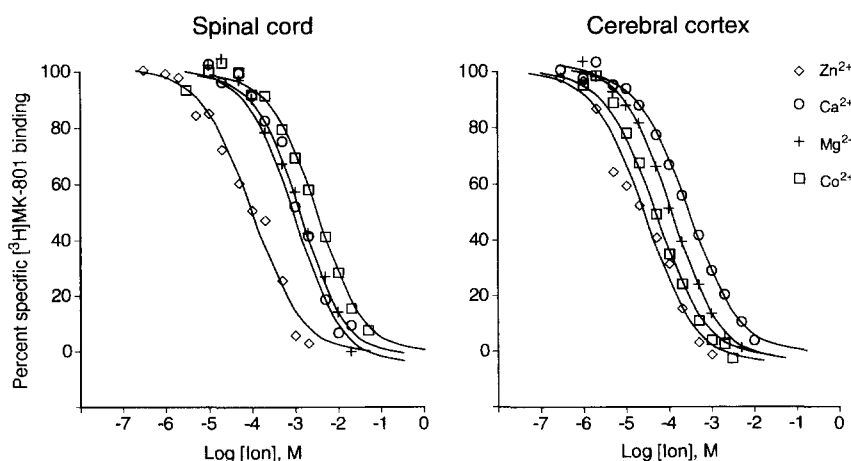 Spinal cord
Cerebral cortex
Percent specific [³H]MK-801 binding
100
80
60
40
20
0
-7 -6 -5 -4 -3 -2 -1 0
Log [Ion], M
100
80
60
40
20
0
-7 -6 -5 -4 -3 -2 -1 0
Log [Ion], M
Zn²⁺
Ca²⁺
Mg²⁺
Co²⁺